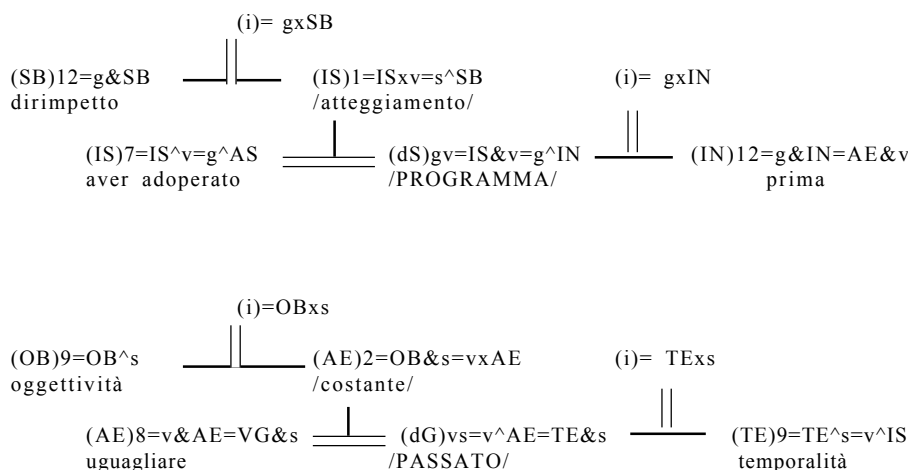 (i)= gxSB
(SB)12=g&SB (IS)1=ISxv=s^SB (i)= gxIN
dirimpetto /atteggiamento/
(IS)7=IS^v=g^AS (dS)gv=IS&v=g^IN (IN)12=g&IN=AE&v
aver adoperato /PROGRAMMA/ prima
(i)=OBxs
(OB)9=OB^s (AE)2=OB&s=vxAE (i)= TExs
oggettività /costante/
(AE)8=v&AE=VG&s (dG)vs=v^AE=TE&s (TE)9=TE^s=v^IS
uguagliare /PASSATO/ temporalità